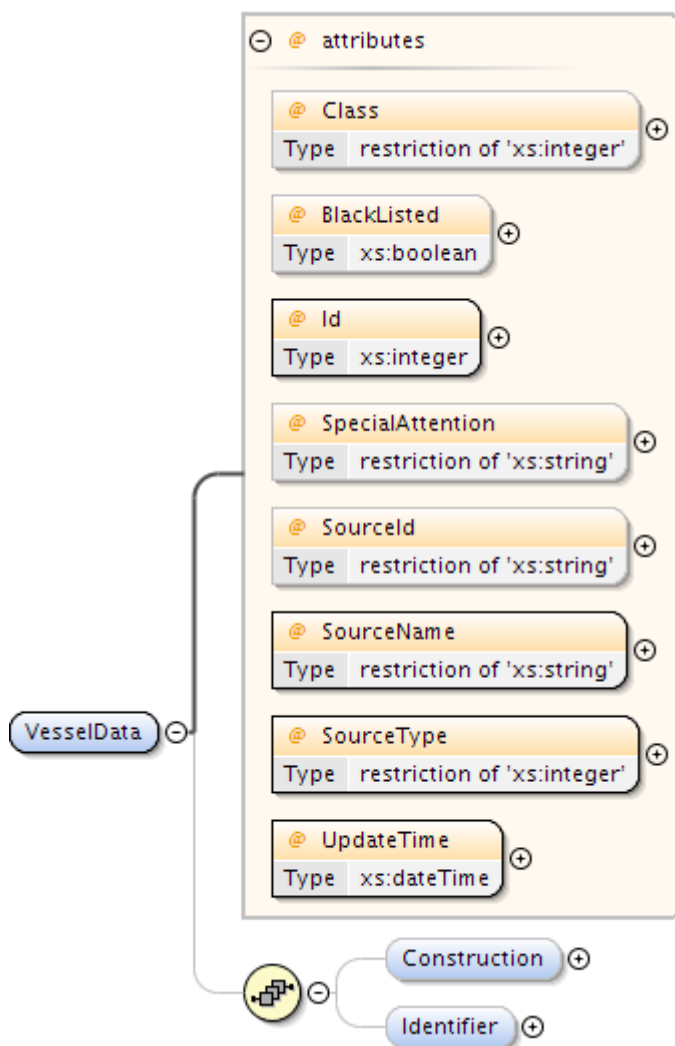 @ attributes
@ Class
Type restriction of 'xs:integer'
@ BlackListed
Type xs:boolean
@ Id
Type xs:integer
@ SpecialAttention
Type restriction of 'xs:string'
@ SourceId
Type restriction of 'xs:string'
@ SourceName
Type restriction of 'xs:string'
@ SourceType
Type restriction of 'xs:integer'
@ UpdateTime
Type xs:dateTime
VesselData
Construction
Identifier